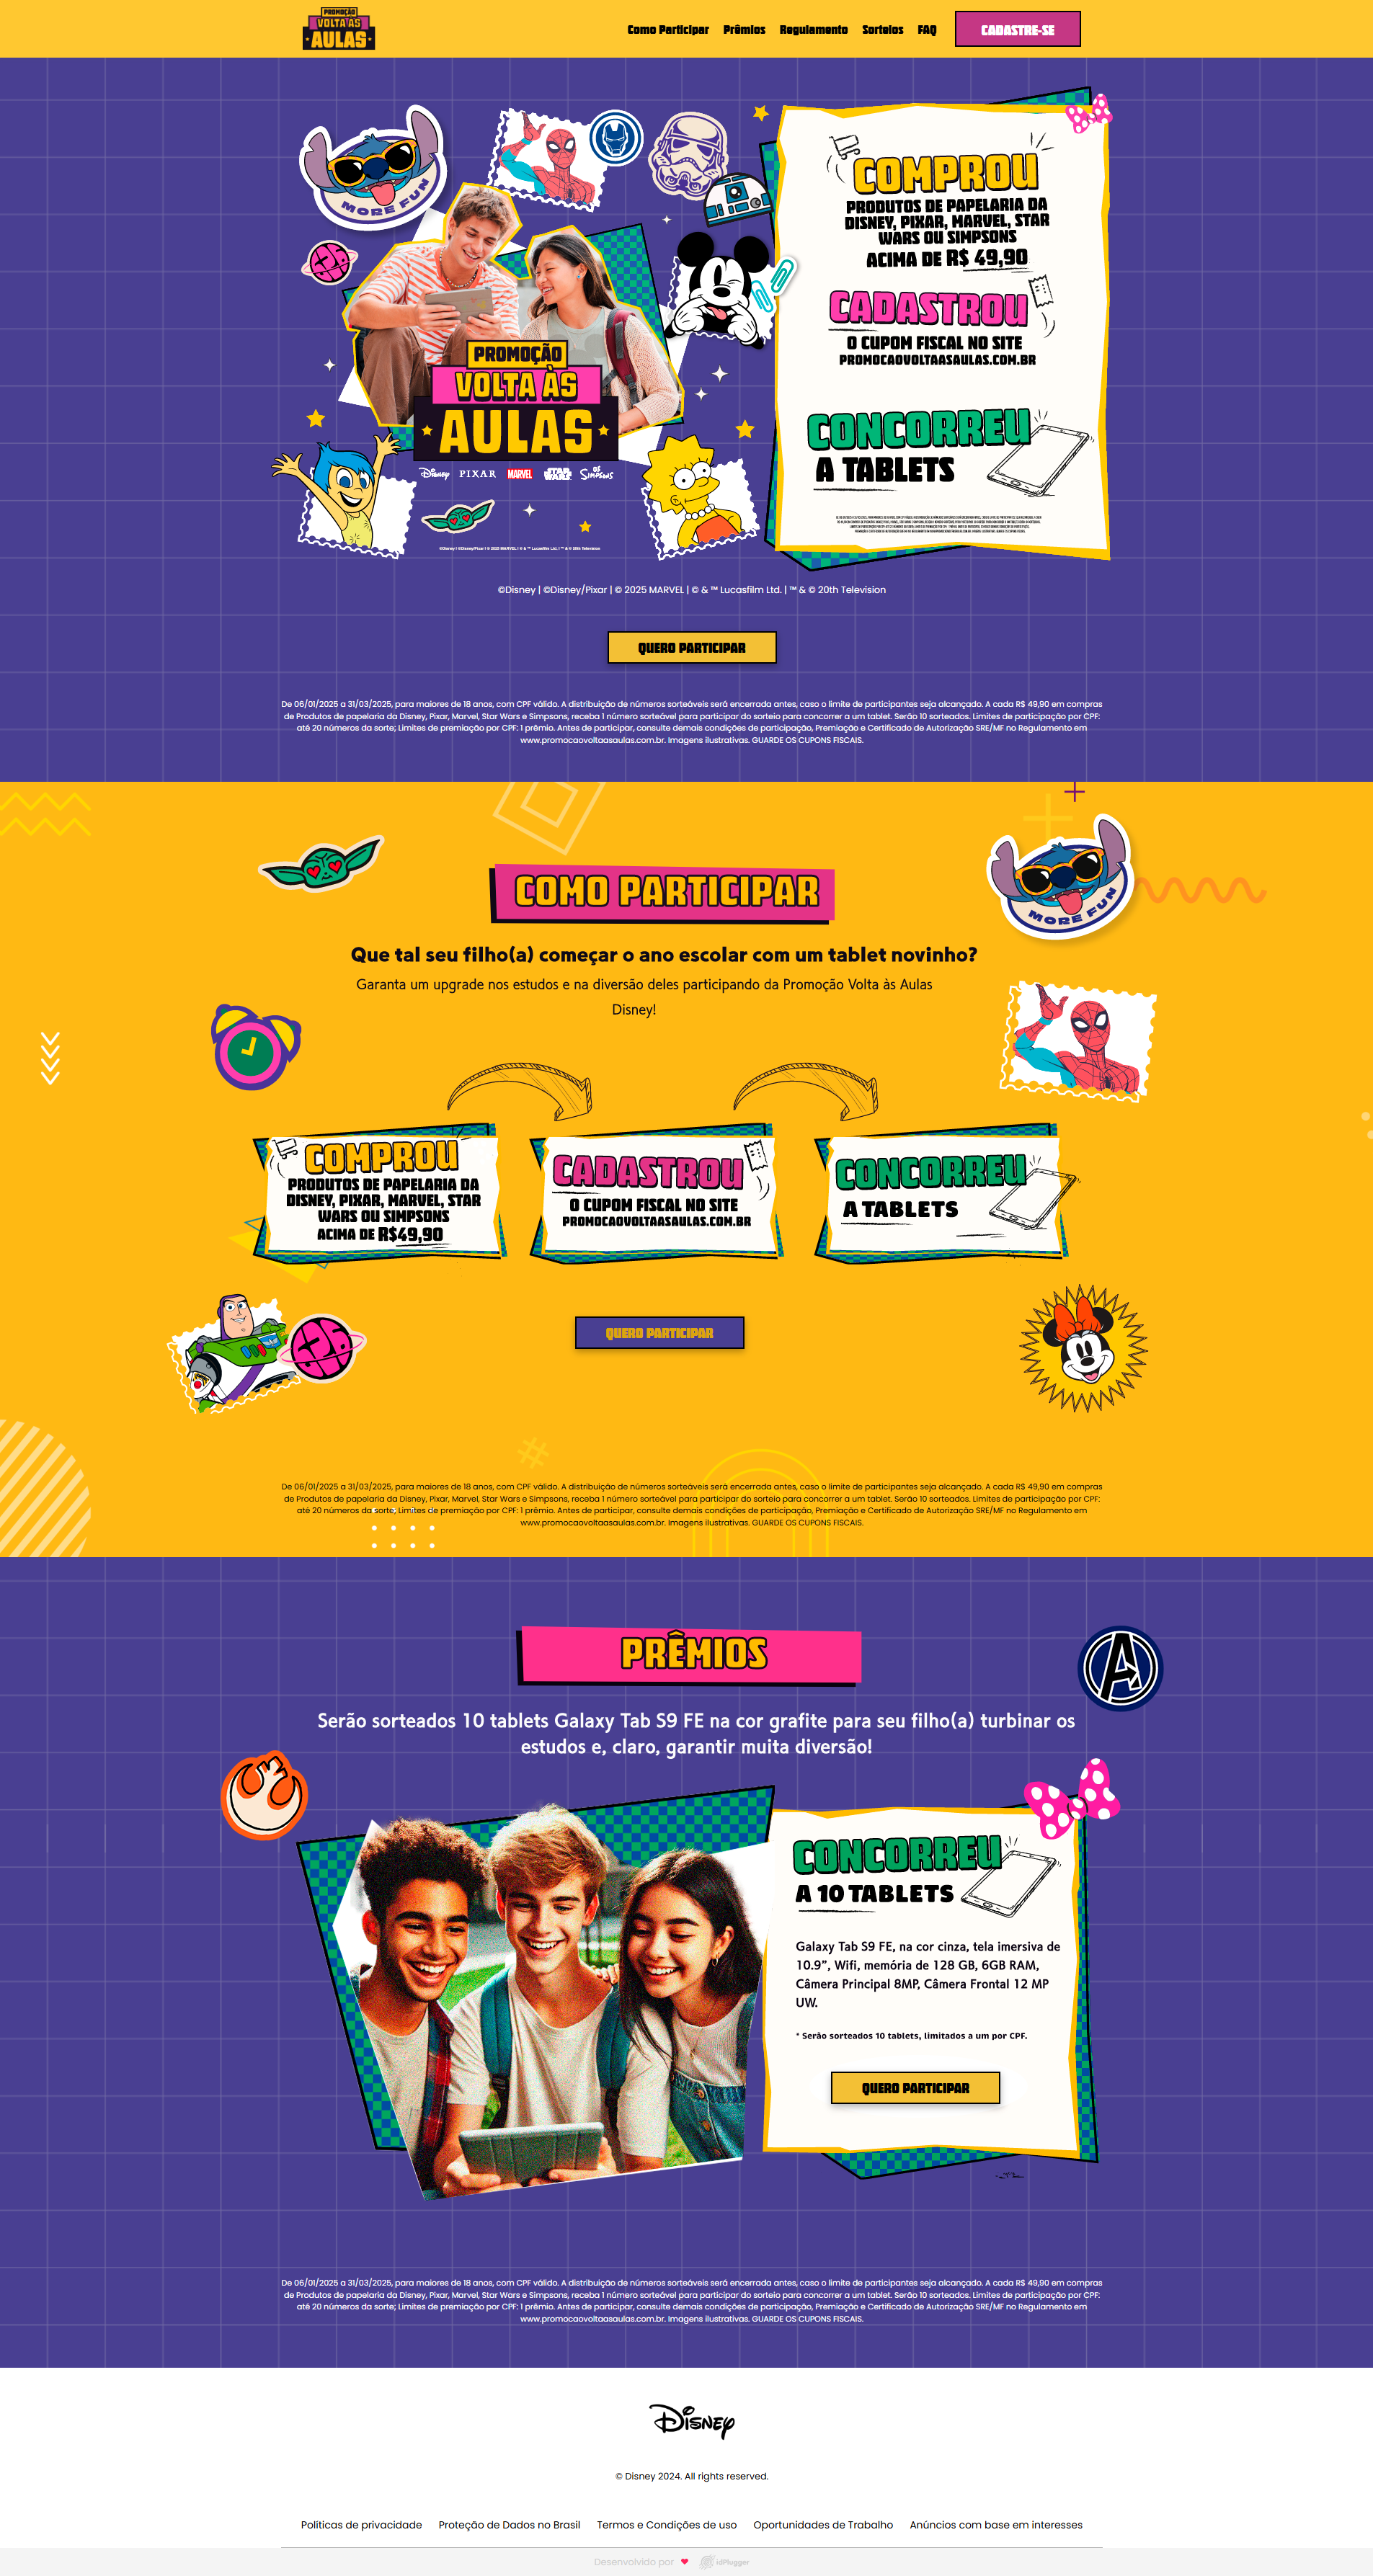 PROMOÇÃO
VOLTA ÀS
AULAS
Como Participar
Prêmios
Regulamento
Sorteios
FAQ
CADASTRE-SE
MORE FUN
PROMOÇÃO
VOLTA ÀS
AULAS
Disney PIXAR MARVEL STAR WARS OS SIMPSONS
©Disney | ©Disney/Pixar | © 2025 MARVEL | © & ™ Lucasfilm Ltd. | ™ & © 20th Television
COMPROU
PRODUTOS DE PAPELARIA DA
DISNEY, PIXAR, MARVEL, STAR
WARS OU SIMPSONS
ACIMA DE R$ 49,90
CADASTROU
O CUPOM FISCAL NO SITE
PROMOCAOVOLTAASAULAS.COM.BR
CONCORREU
A TABLETS
©Disney | ©Disney/Pixar | © 2025 MARVEL | © & ™ Lucasfilm Ltd. | ™ & © 20th Television
QUERO PARTICIPAR
De 06/01/2025 a 31/03/2025, para maiores de 18 anos, com CPF válido. A distribuição de números sorteáveis será encerrada antes, caso o limite de participantes seja alcançado. A cada R$ 49,90 em compras
de Produtos de papelaria da Disney, Pixar, Marvel, Star Wars e Simpsons, receba 1 número sorteável para participar do sorteio para concorrer a um tablet. Serão 10 sorteados. Limites de participação por CPF:
até 20 números da sorte; Limites de premiação por CPF: 1 prêmio. Antes de participar, consulte demais condições de participação, Premiação e Certificado de Autorização SRE/MF no Regulamento em
www.promocaovoltaasaulas.com.br. Imagens ilustrativas. GUARDE OS CUPONS FISCAIS.
MORE FUN
COMO PARTICIPAR
Que tal seu filho(a) começar o ano escolar com um tablet novinho?
Garanta um upgrade nos estudos e na diversão deles participando da Promoção Volta às Aulas
Disney!
COMPROU
PRODUTOS DE PAPELARIA DA
DISNEY, PIXAR, MARVEL, STAR
WARS OU SIMPSONS
ACIMA DE R$49,90
CADASTROU
O CUPOM FISCAL NO SITE
PROMOCAOVOLTAASAULAS.COM.BR
CONCORREU
A TABLETS
QUERO PARTICIPAR
De 06/01/2025 a 31/03/2025, para maiores de 18 anos, com CPF válido. A distribuição de números sorteáveis será encerrada antes, caso o limite de participantes seja alcançado. A cada R$ 49,90 em compras
de Produtos de papelaria da Disney, Pixar, Marvel, Star Wars e Simpsons, receba 1 número sorteável para participar do sorteio para concorrer a um tablet. Serão 10 sorteados. Limites de participação por CPF:
até 20 números da sorte; Limites de premiação por CPF: 1 prêmio. Antes de participar, consulte demais condições de participação, Premiação e Certificado de Autorização SRE/MF no Regulamento em
www.promocaovoltaasaulas.com.br. Imagens ilustrativas. GUARDE OS CUPONS FISCAIS.
PRÊMIOS
Serão sorteados 10 tablets Galaxy Tab S9 FE na cor grafite para seu filho(a) turbinar os
estudos e, claro, garantir muita diversão!
CONCORREU
A 10 TABLETS
Galaxy Tab S9 FE, na cor cinza, tela imersiva de
10.9”, Wifi, memória de 128 GB, 6GB RAM,
Câmera Principal 8MP, Câmera Frontal 12 MP
UW.
* Serão sorteados 10 tablets, limitados a um por CPF.
QUERO PARTICIPAR
De 06/01/2025 a 31/03/2025, para maiores de 18 anos, com CPF válido. A distribuição de números sorteáveis será encerrada antes, caso o limite de participantes seja alcançado. A cada R$ 49,90 em compras
de Produtos de papelaria da Disney, Pixar, Marvel, Star Wars e Simpsons, receba 1 número sorteável para participar do sorteio para concorrer a um tablet. Serão 10 sorteados. Limites de participação por CPF:
até 20 números da sorte; Limites de premiação por CPF: 1 prêmio. Antes de participar, consulte demais condições de participação, Premiação e Certificado de Autorização SRE/MF no Regulamento em
www.promocaovoltaasaulas.com.br. Imagens ilustrativas. GUARDE OS CUPONS FISCAIS.
Disney
© Disney 2024. All rights reserved.
Políticas de privacidade
Proteção de Dados no Brasil
Termos e Condições de uso
Oportunidades de Trabalho
Anúncios com base em interesses
Desenvolvido por ❤ idPlugger